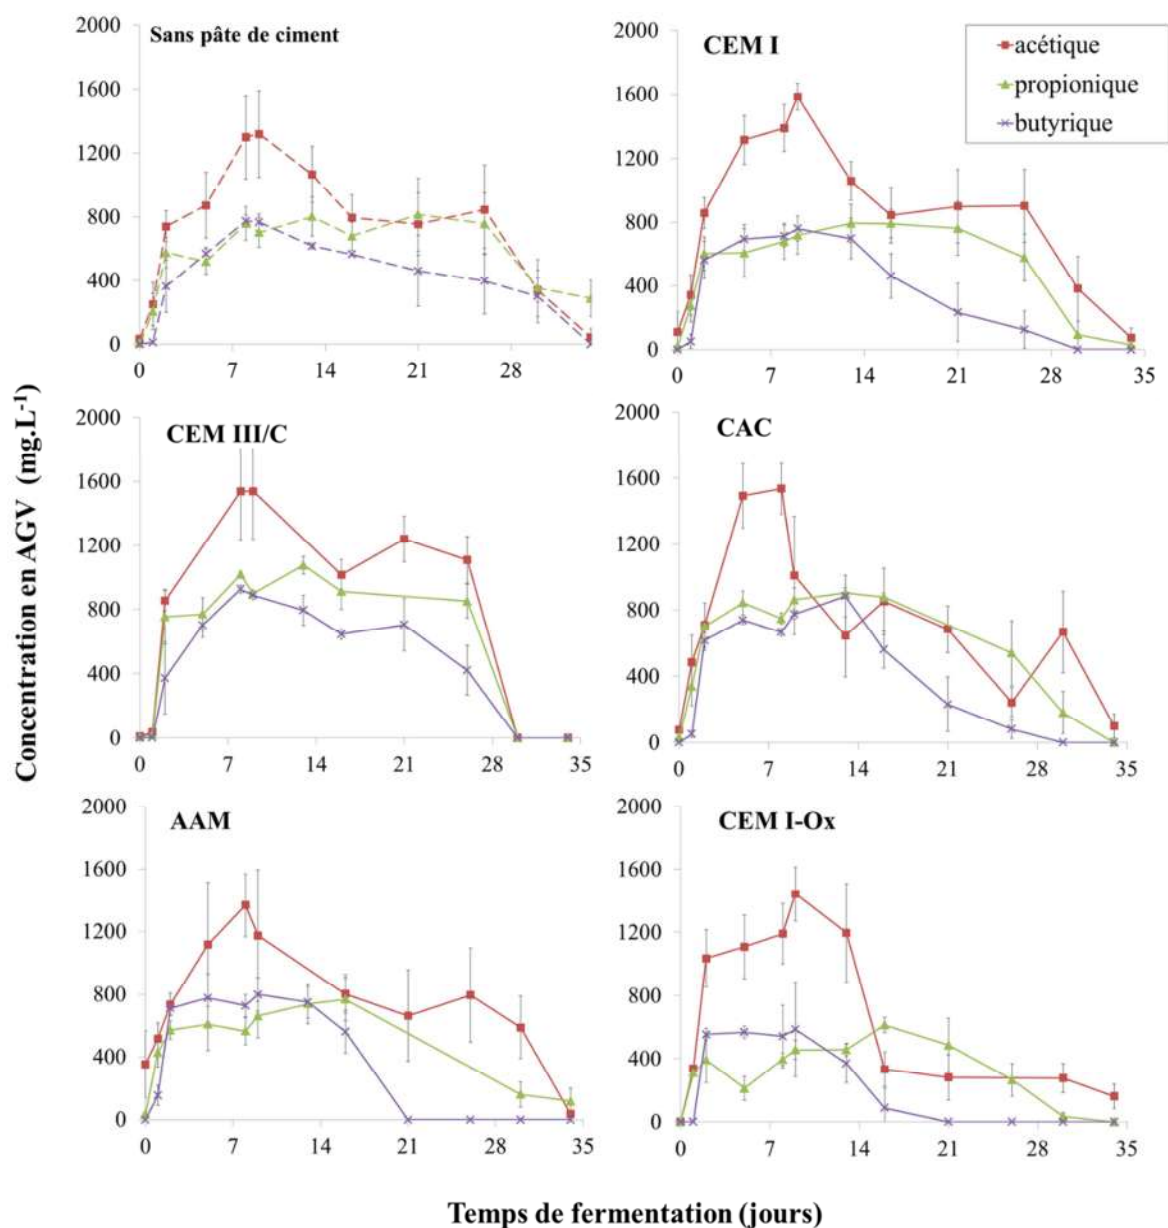 Sans pâte de ciment
2000
1600
1200
800
400
0
0 7 14 21 28
CEM I
acétique
propionique
butyrique
2000
1600
1200
800
400
0
0 7 14 21 28 35
Concentration en AGV (mg.L⁻¹)
CEM III/C
2000
1600
1200
800
400
0
0 7 14 21 28 35
CAC
2000
1600
1200
800
400
0
0 7 14 21 28 35
AAM
2000
1600
1200
800
400
0
0 7 14 21 28 35
CEM I-Ox
2000
1600
1200
800
400
0
0 7 14 21 28 35
Temps de fermentation (jours)